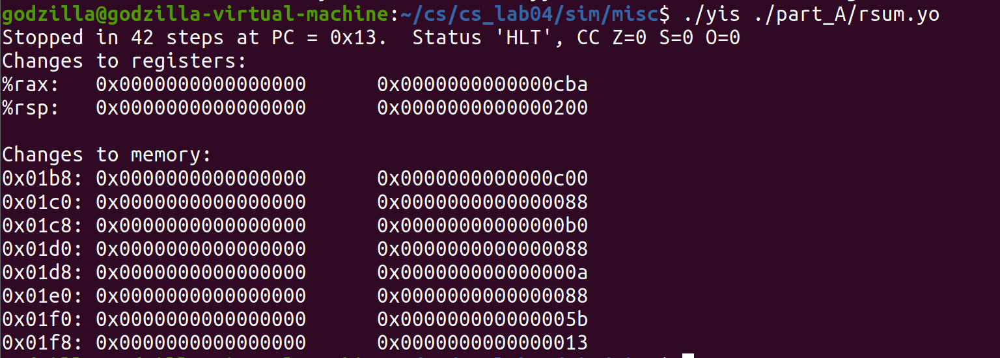 godzilla@godzilla-virtual-machine:~/cs/cs_lab04/sim/misc$ ./yis ./part_A/rsum.yo
Stopped in 42 steps at PC = 0x13.  Status 'HLT', CC Z=0 S=0 O=0
Changes to registers:
%rax:   0x0000000000000000      0x0000000000000cba
%rsp:   0x0000000000000000      0x0000000000000200
Changes to memory:
0x01b8: 0x0000000000000000      0x0000000000000c00
0x01c0: 0x0000000000000000      0x0000000000000088
0x01c8: 0x0000000000000000      0x00000000000000b0
0x01d0: 0x0000000000000000      0x0000000000000088
0x01d8: 0x0000000000000000      0x000000000000000a
0x01e0: 0x0000000000000000      0x0000000000000088
0x01f0: 0x0000000000000000      0x000000000000005b
0x01f8: 0x0000000000000000      0x0000000000000013